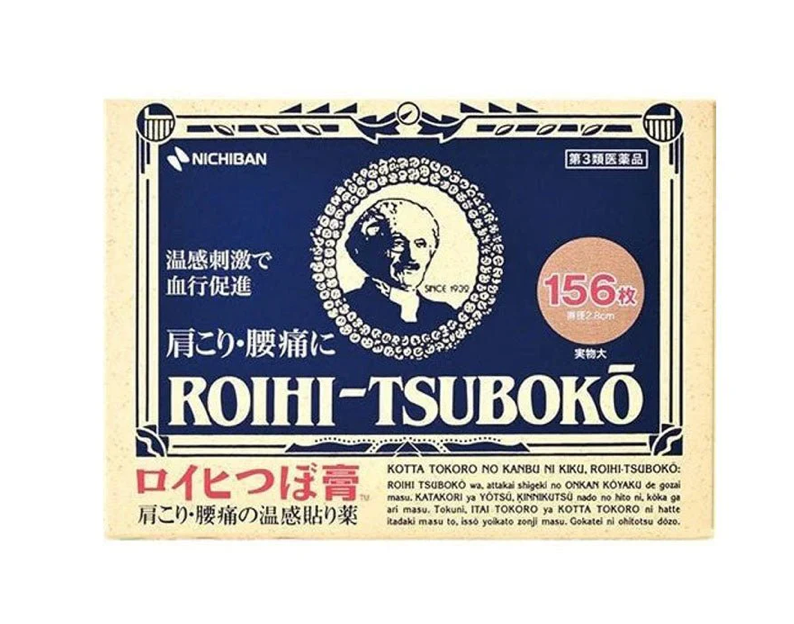 NICHIBAN
第3類医薬品
温感刺激で
血行促進
SINCE 1932
156枚
直径2.8cm
実物大
肩こり・腰痛に
ROIHI-TSUBOKŌ
ロイヒつぼ膏™
肩こり・腰痛の温感貼り薬
KOTTA TOKORO NO KANBU NI KIKU, ROIHI-TSUBOKŌ:
ROIHI TSUBOKŌ wa, attakai shigeki no ONKAN KŌYAKU de gozai
masu. KATAKORI ya YŌTSŪ, KINNIKUTSŪ nado no hito ni, kōka ga
ari masu. Tokuni, ITAI TOKORO ya KOTTA TOKORO ni hatte
itadaki masu to, issō yoikato zonji masu. Gokatei ni ohitotsu dōzo.